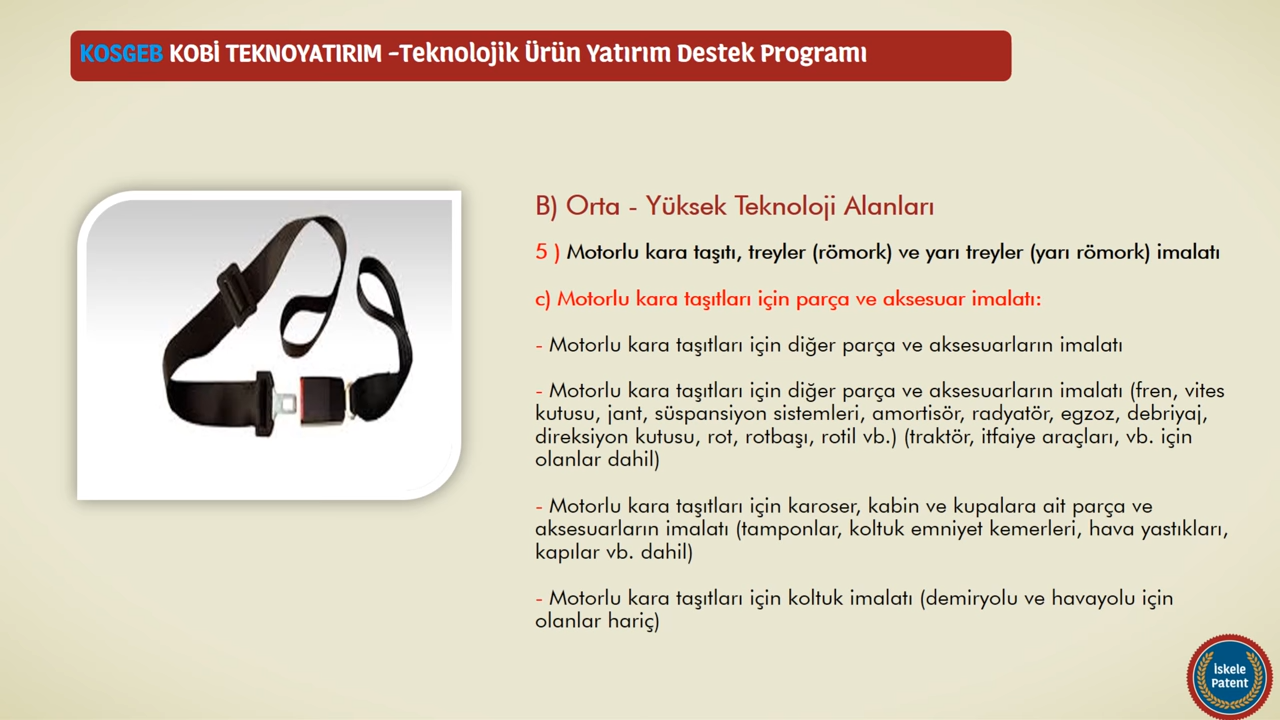 KOSGEB KOBİ TEKNOYATIRIM -Teknolojik Ürün Yatırım Destek Programı
B) Orta - Yüksek Teknoloji Alanları
5 ) Motorlu kara taşıtı, treyler (römork) ve yarı treyler (yarı römork) imalatı
c) Motorlu kara taşıtları için parça ve aksesuar imalatı:
- Motorlu kara taşıtları için diğer parça ve aksesuarların imalatı
- Motorlu kara taşıtları için diğer parça ve aksesuarların imalatı (fren, vites
kutusu, jant, süspansiyon sistemleri, amortisör, radyatör, egzoz, debriyaj,
direksiyon kutusu, rot, rotbaşı, rotil vb.) (traktör, itfaiye araçları, vb. için
olanlar dahil)
- Motorlu kara taşıtları için karoser, kabin ve kupalara ait parça ve
aksesuarların imalatı (tamponlar, koltuk emniyet kemerleri, hava yastıkları,
kapılar vb. dahil)
- Motorlu kara taşıtları için koltuk imalatı (demiryolu ve havayolu için
olanlar hariç)
İskele
Patent